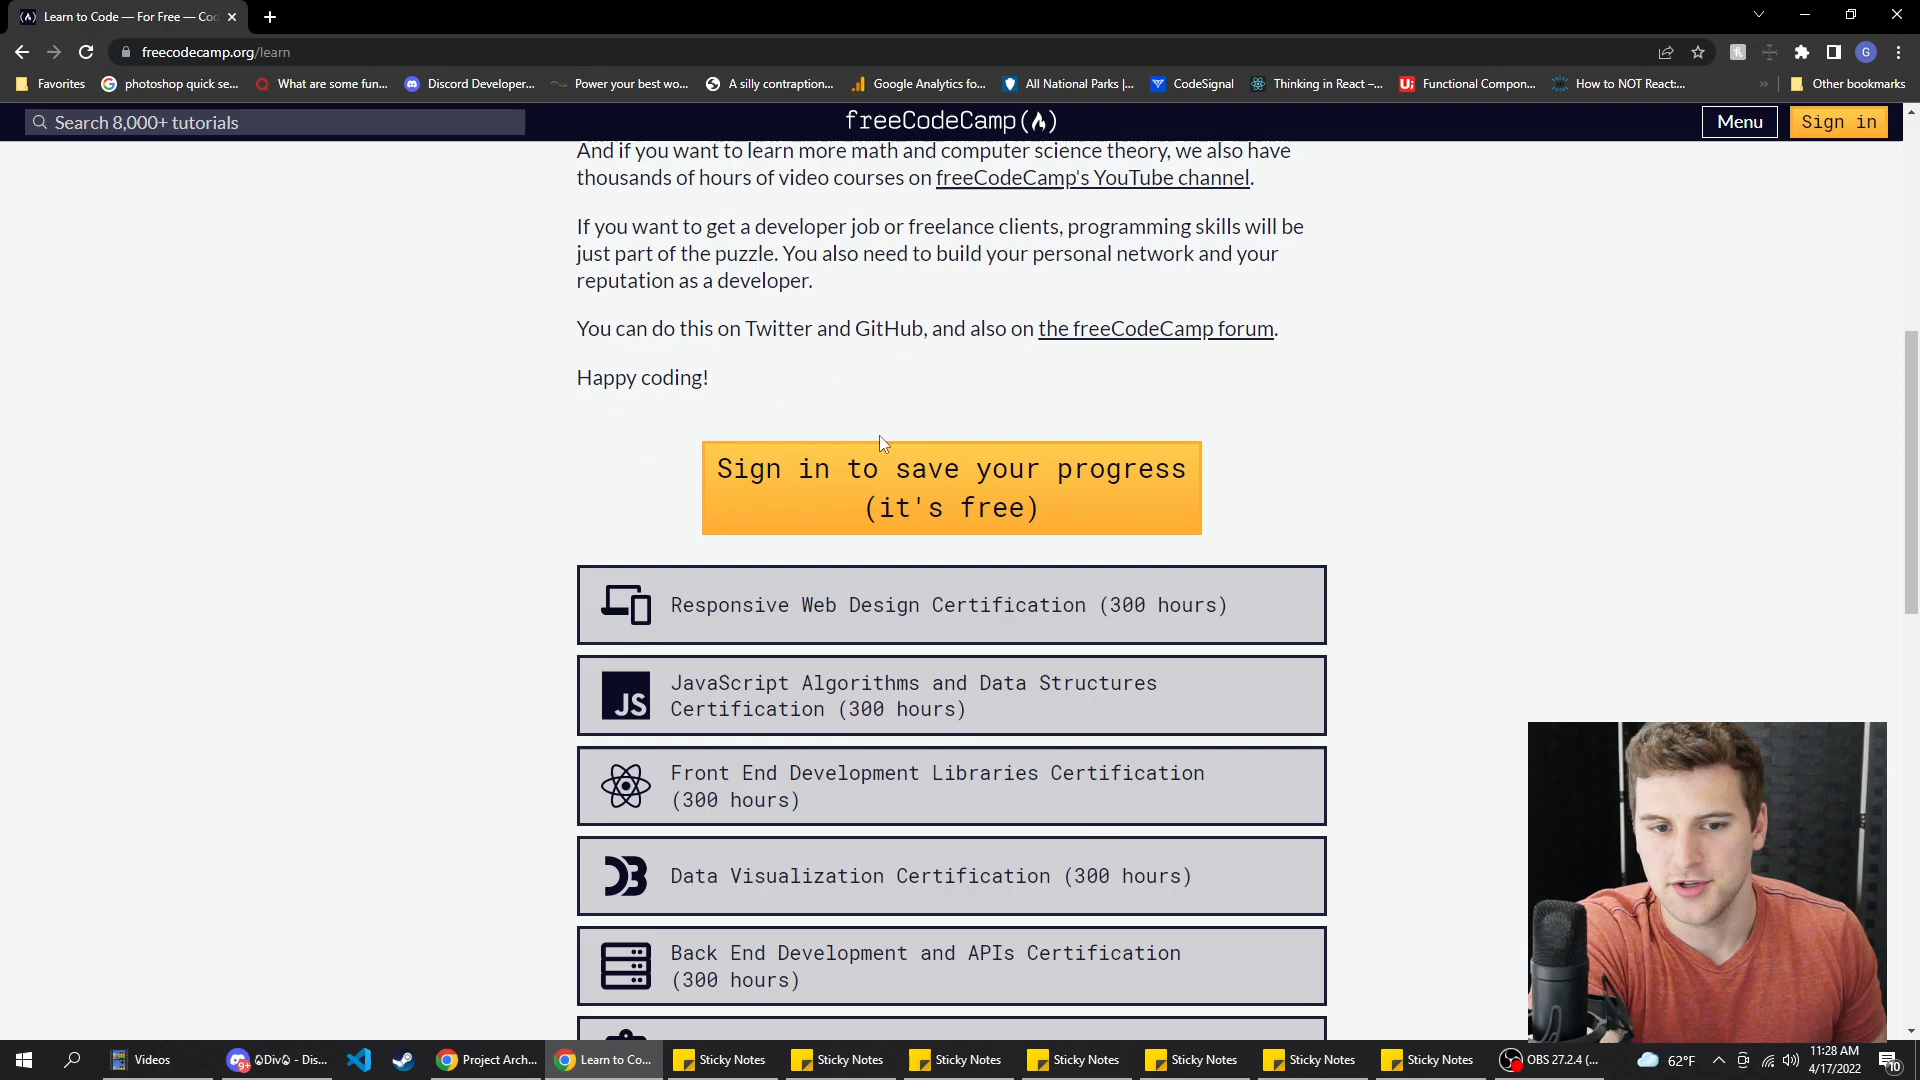 Learn to Code — For Free — Coc
freecodecamp.org/learn
G
Favorites
photoshop quick se...
What are some fun...
Discord Developer...
Power your best wo...
A silly contraption...
Google Analytics fo...
All National Parks |...
CodeSignal
Thinking in React –...
Functional Compon...
How to NOT React:...
»
Other bookmarks
Search 8,000+ tutorials
freeCodeCamp
Menu
Sign in
And if you want to learn more math and computer science theory, we also have
thousands of hours of video courses on freeCodeCamp's YouTube channel.
If you want to get a developer job or freelance clients, programming skills will be
just part of the puzzle. You also need to build your personal network and your
reputation as a developer.
You can do this on Twitter and GitHub, and also on the freeCodeCamp forum.
Happy coding!
Sign in to save your progress
(it's free)
Responsive Web Design Certification (300 hours)
JS
JavaScript Algorithms and Data Structures
Certification (300 hours)
Front End Development Libraries Certification
(300 hours)
Data Visualization Certification (300 hours)
Back End Development and APIs Certification
(300 hours)
Videos
Project Arch...
Learn to Co...
Sticky Notes
Sticky Notes
Sticky Notes
Sticky Notes
Sticky Notes
Sticky Notes
Sticky Notes
OBS 27.2.4 (...
62°F
11:28 AM
4/17/2022
10